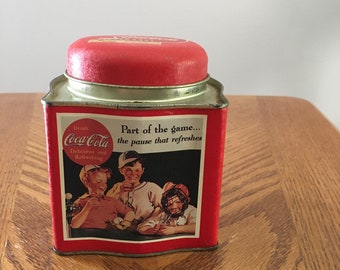 Drink
Coca-Cola
Delicious and
Refreshing
Part of the game...
the pause that refreshes